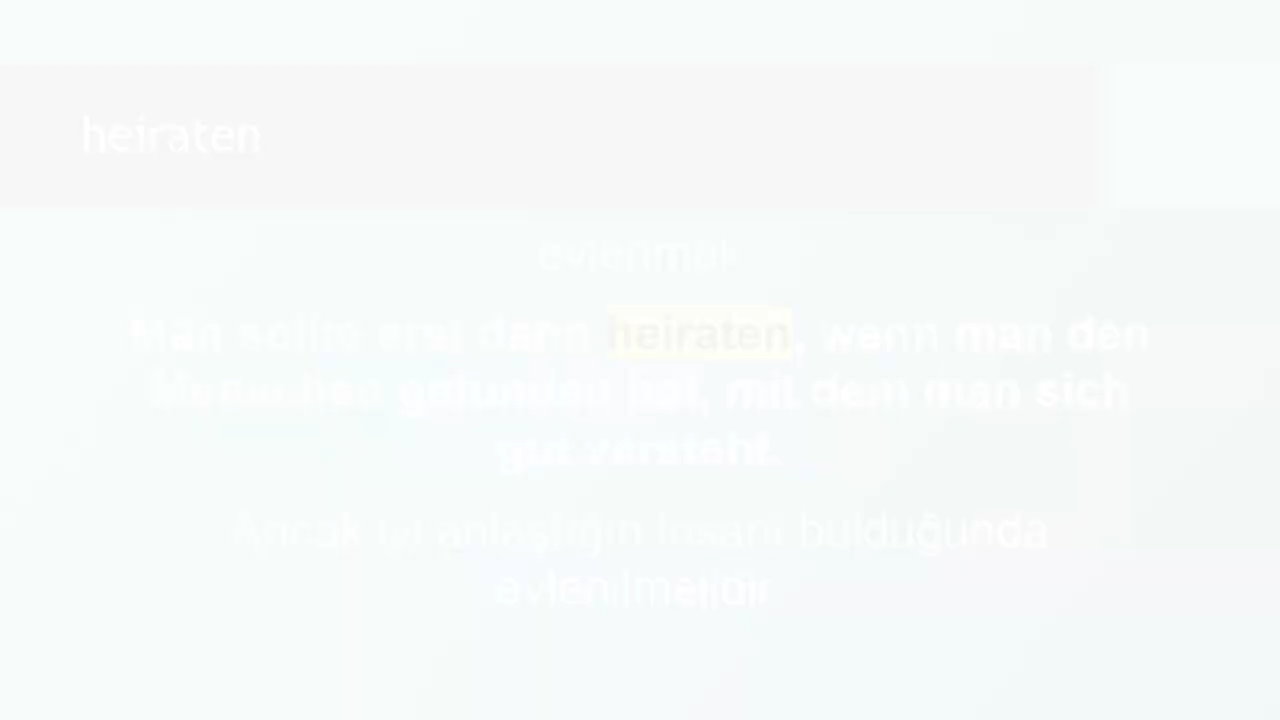 heiraten
evlenmek
Man sollte erst dann heiraten, wenn man den
Menschen gefunden hat, mit dem man sich
gut versteht.
Ancak iyi anlaştığın insanı bulduğunda
evlenilmelidir